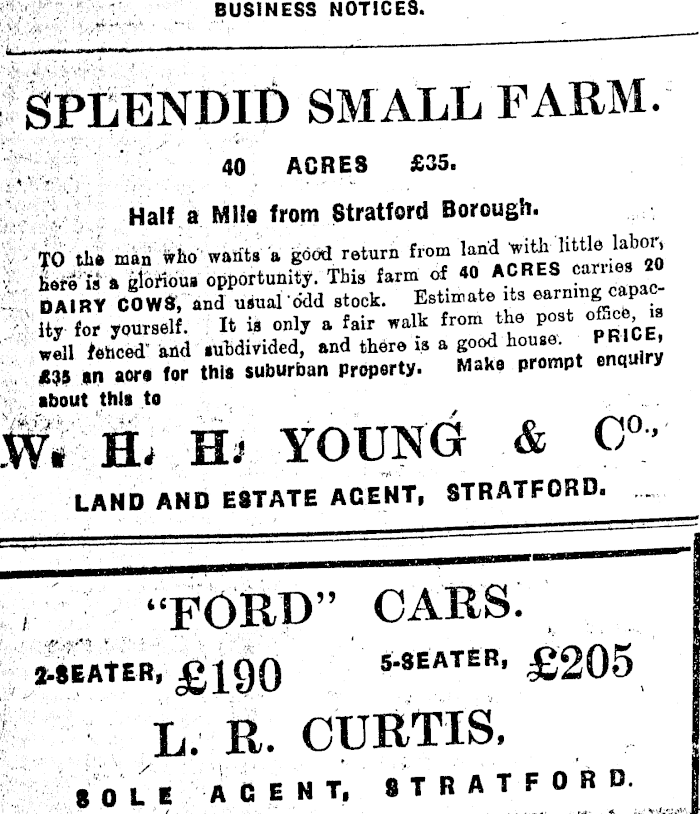 BUSINESS NOTICES.
SPLENDID SMALL FARM.
40 ACRES £35.
Half a Mile from Stratford Borough.
TO the man who wants a good return from land with little labor,
here is a glorious opportunity. This farm of 40 ACRES carries 20
DAIRY COWS, and usual odd stock. Estimate its earning capac-
ity for yourself. It is only a fair walk from the post office, is
well fenced and subdivided, and there is a good house. PRICE,
£35 an acre for this suburban property. Make prompt enquiry
about this to
W. H. H. YOUNG & Co.,
LAND AND ESTATE AGENT, STRATFORD.
"FORD" CARS.
2-SEATER, £190 5-SEATER, £205
L. R. CURTIS,
SOLE AGENT, STRATFORD.